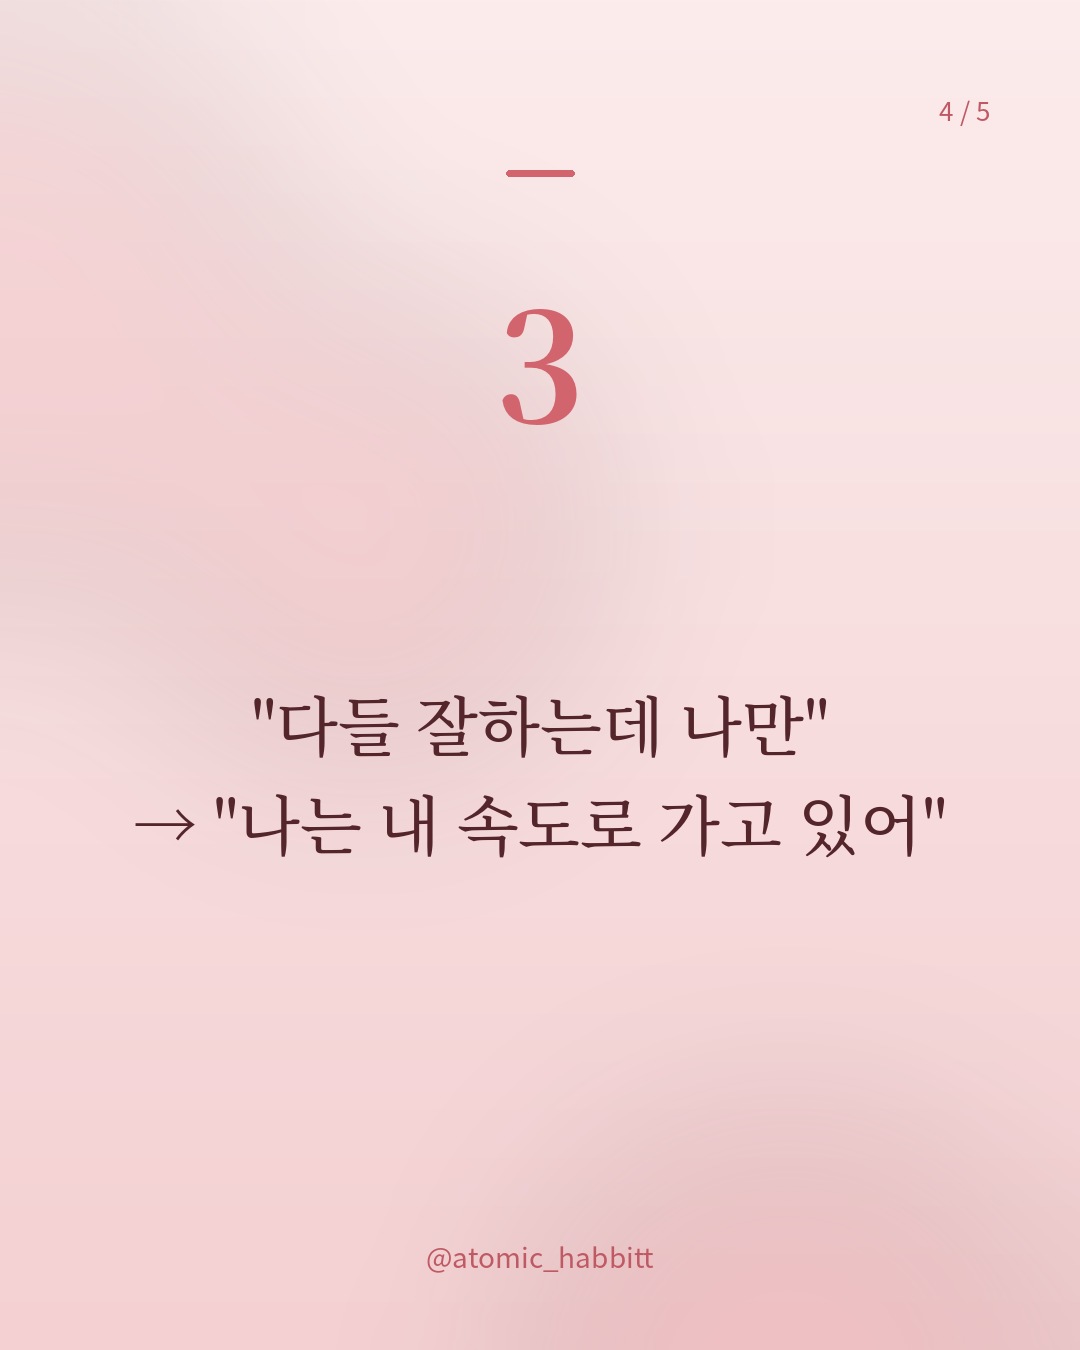 4 / 5
3
"다들 잘하는데 나만"
→ "나는 내 속도로 가고 있어"
@atomic_habbitt